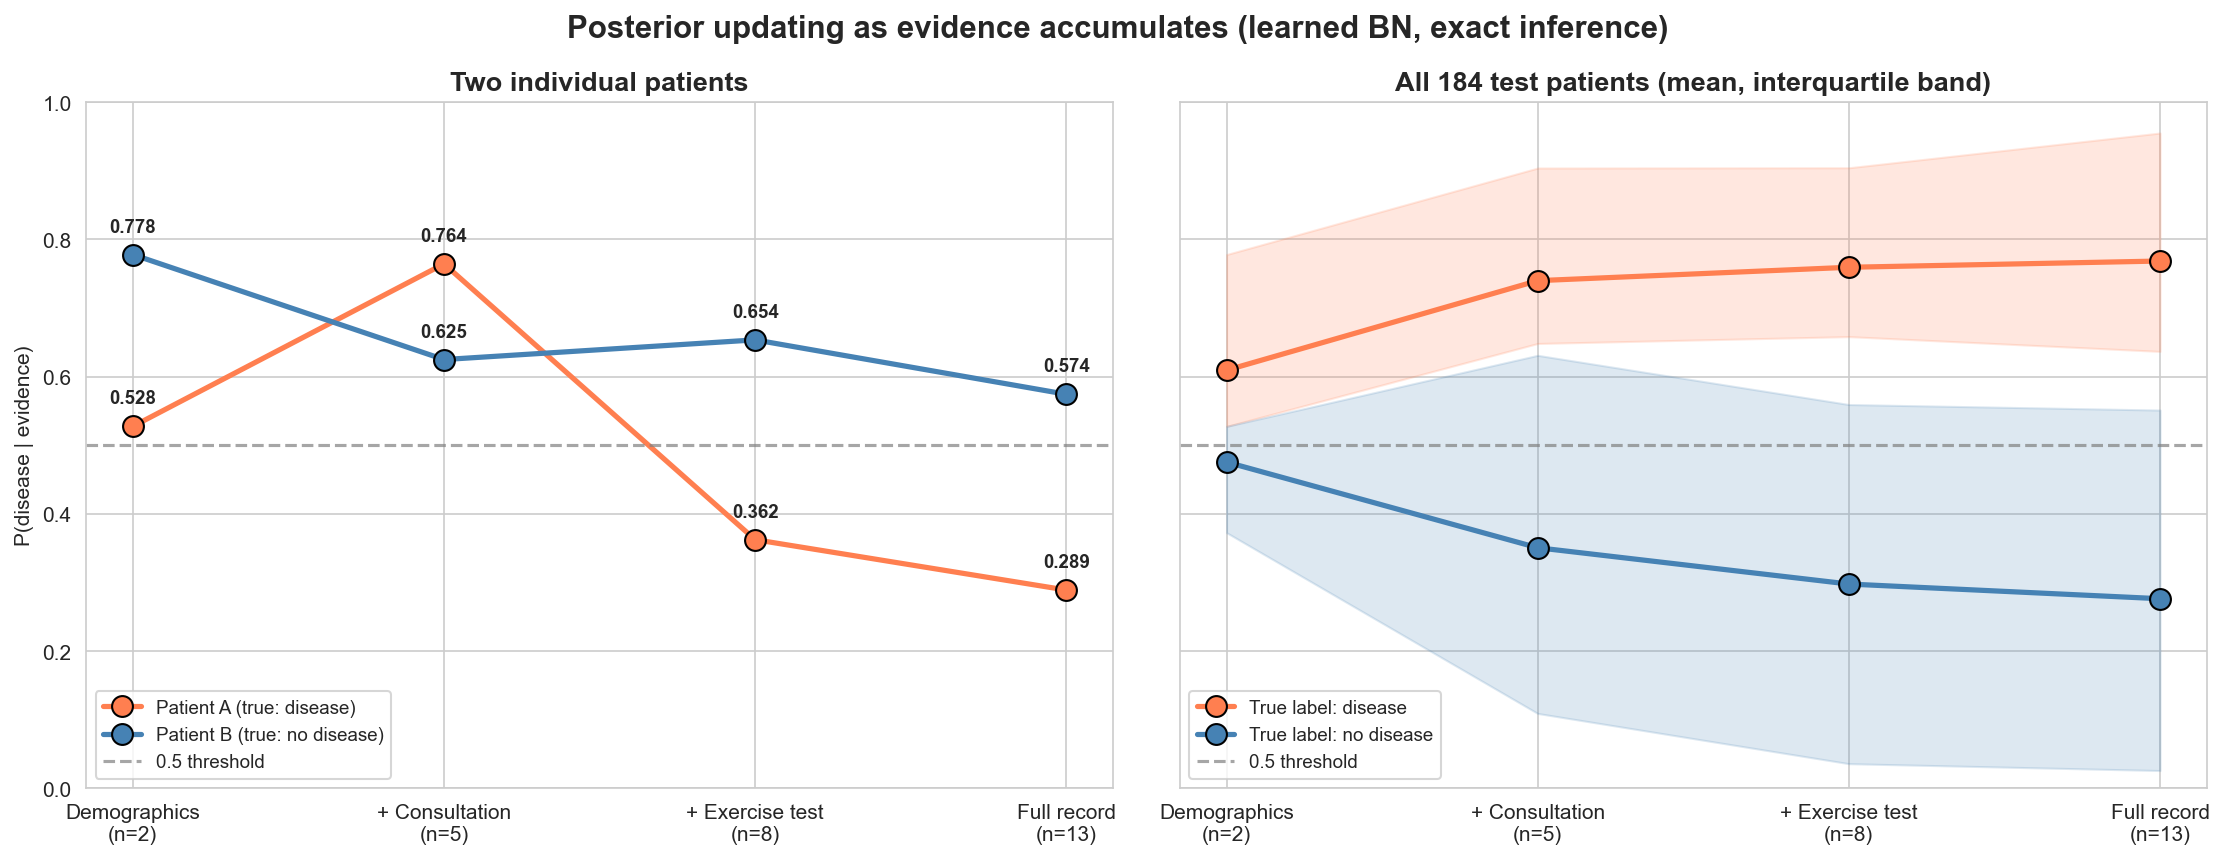 Posterior updating as evidence accumulates (learned BN, exact inference)
Two individual patients
P(disease | evidence)
1.0
0.8
0.6
0.4
0.2
0.0
0.778
0.764
0.625
0.654
0.574
0.528
0.362
0.289
Patient A (true: disease)
Patient B (true: no disease)
0.5 threshold
Demographics
(n=2)
+ Consultation
(n=5)
+ Exercise test
(n=8)
Full record
(n=13)
All 184 test patients (mean, interquartile band)
True label: disease
True label: no disease
0.5 threshold
Demographics
(n=2)
+ Consultation
(n=5)
+ Exercise test
(n=8)
Full record
(n=13)